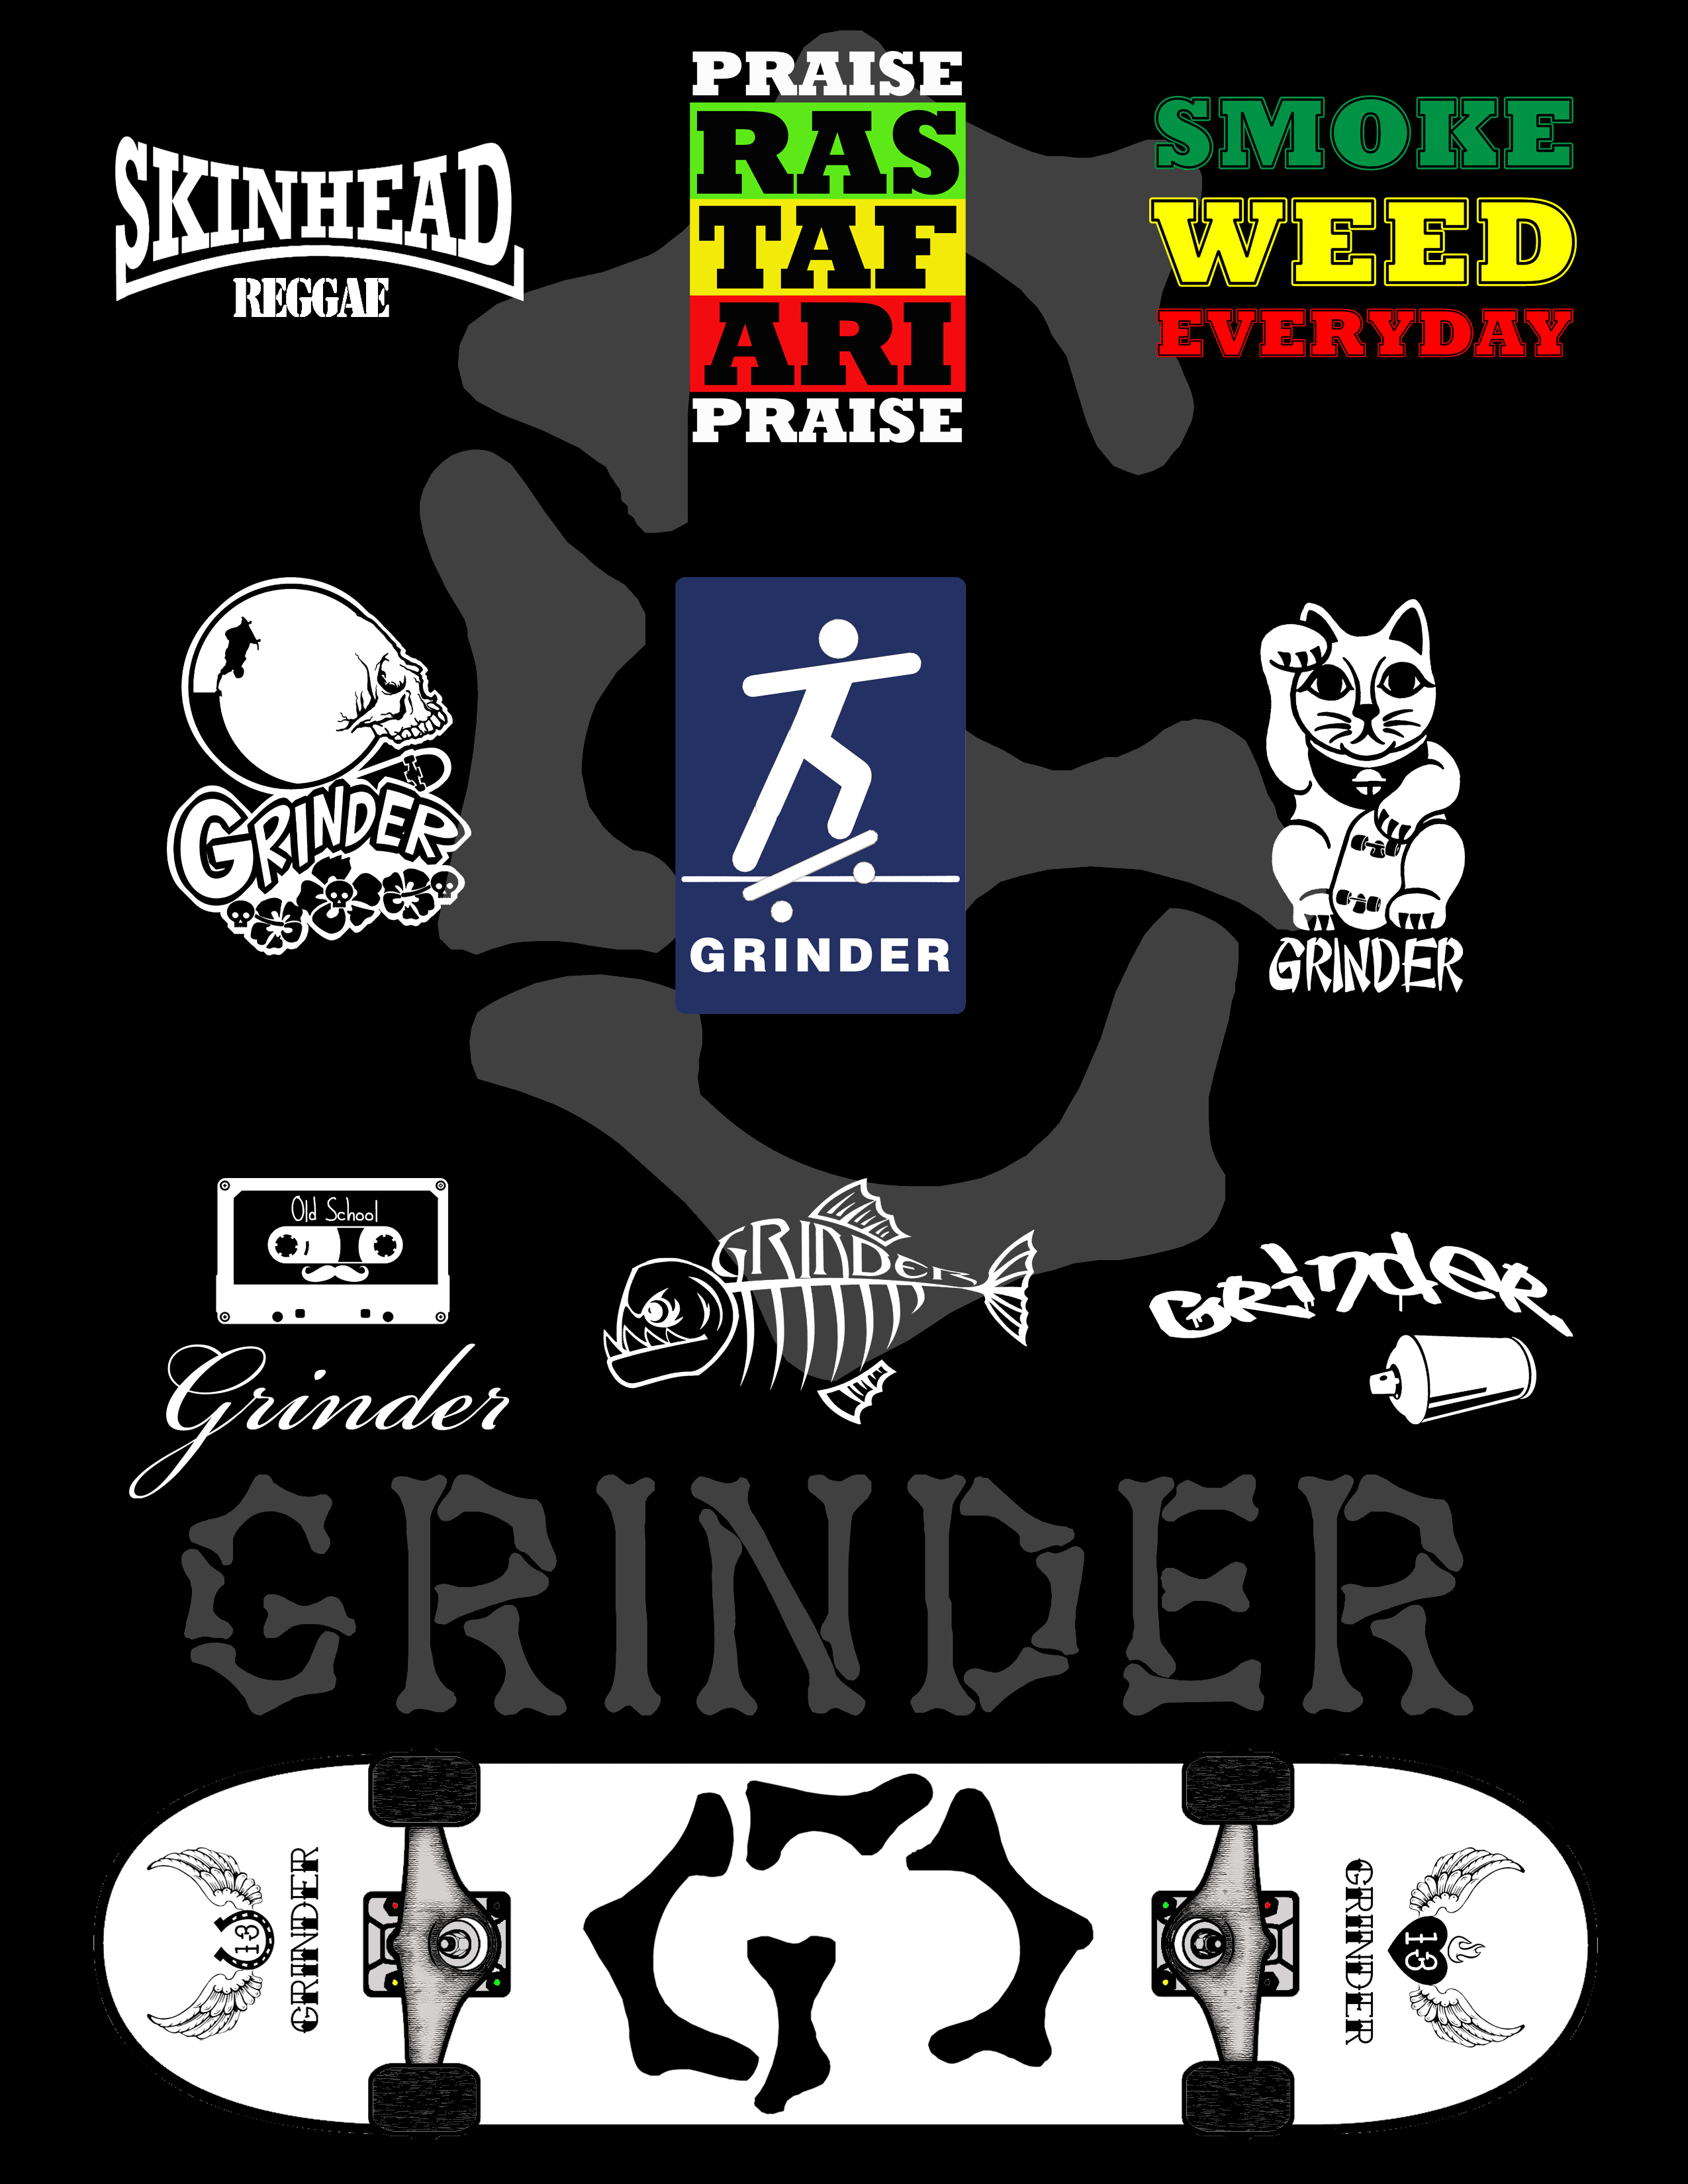 SKINHEAD
REGGAE
PRAISE
RAS
TAF
ARI
PRAISE
SMOKE
WEED
EVERYDAY
GRINDER
GRINDER
GRINDER
Old School
Grinder
GRINDER
Grinder
GRINDER
13
GRINDER
GRINDER
13